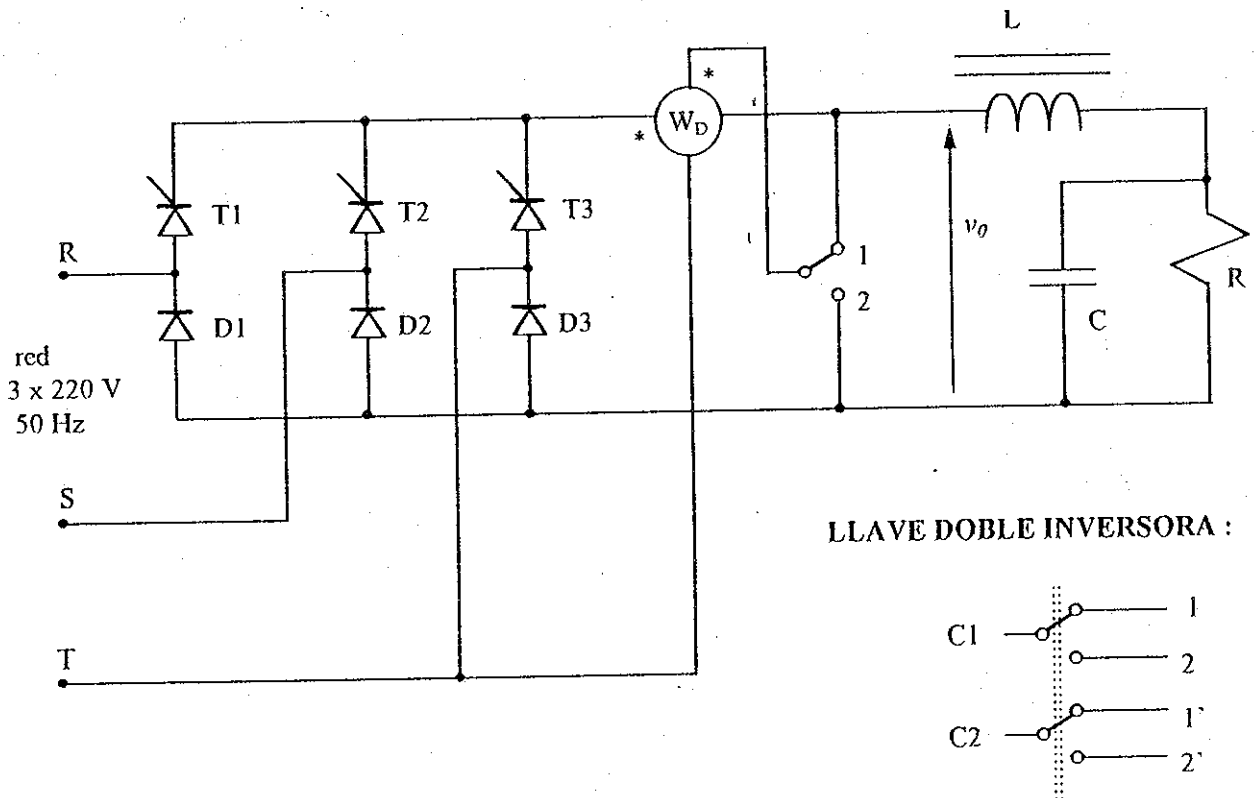 L
*
*
W_D
T1
T2
T3
R
1
v_0
2
R
D1
D2
D3
C
red
3 x 220 V
50 Hz
S
LLAVE DOBLE INVERSORA :
T
C1
1
2
C2
1`
2`